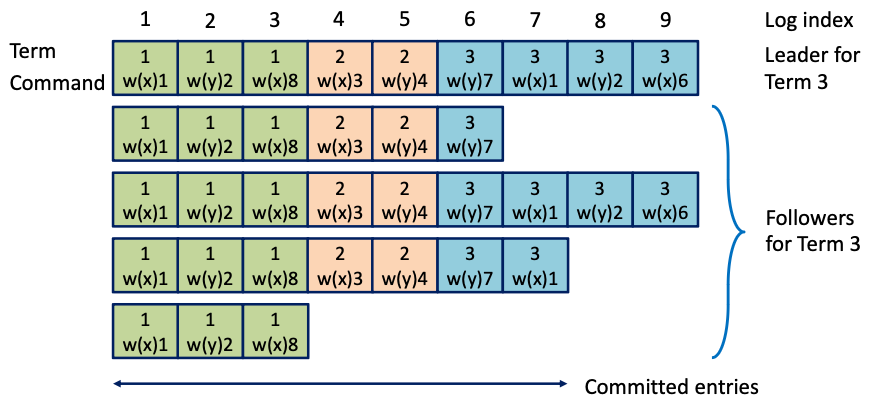 1 2 3 4 5 6 7 8 9 Log index
Term 1 1 1 2 2 3 3 3 3 Leader for
Command w(x)1 w(y)2 w(x)8 w(x)3 w(y)4 w(y)7 w(x)1 w(y)2 w(x)6 Term 3
1 1 1 2 2 3
w(x)1 w(y)2 w(x)8 w(x)3 w(y)4 w(y)7
1 1 1 2 2 3 3 3 3
w(x)1 w(y)2 w(x)8 w(x)3 w(y)4 w(y)7 w(x)1 w(y)2 w(x)6
Followers
for Term 3
1 1 1 2 2 3 3
w(x)1 w(y)2 w(x)8 w(x)3 w(y)4 w(y)7 w(x)1
1 1 1
w(x)1 w(y)2 w(x)8
Committed entries